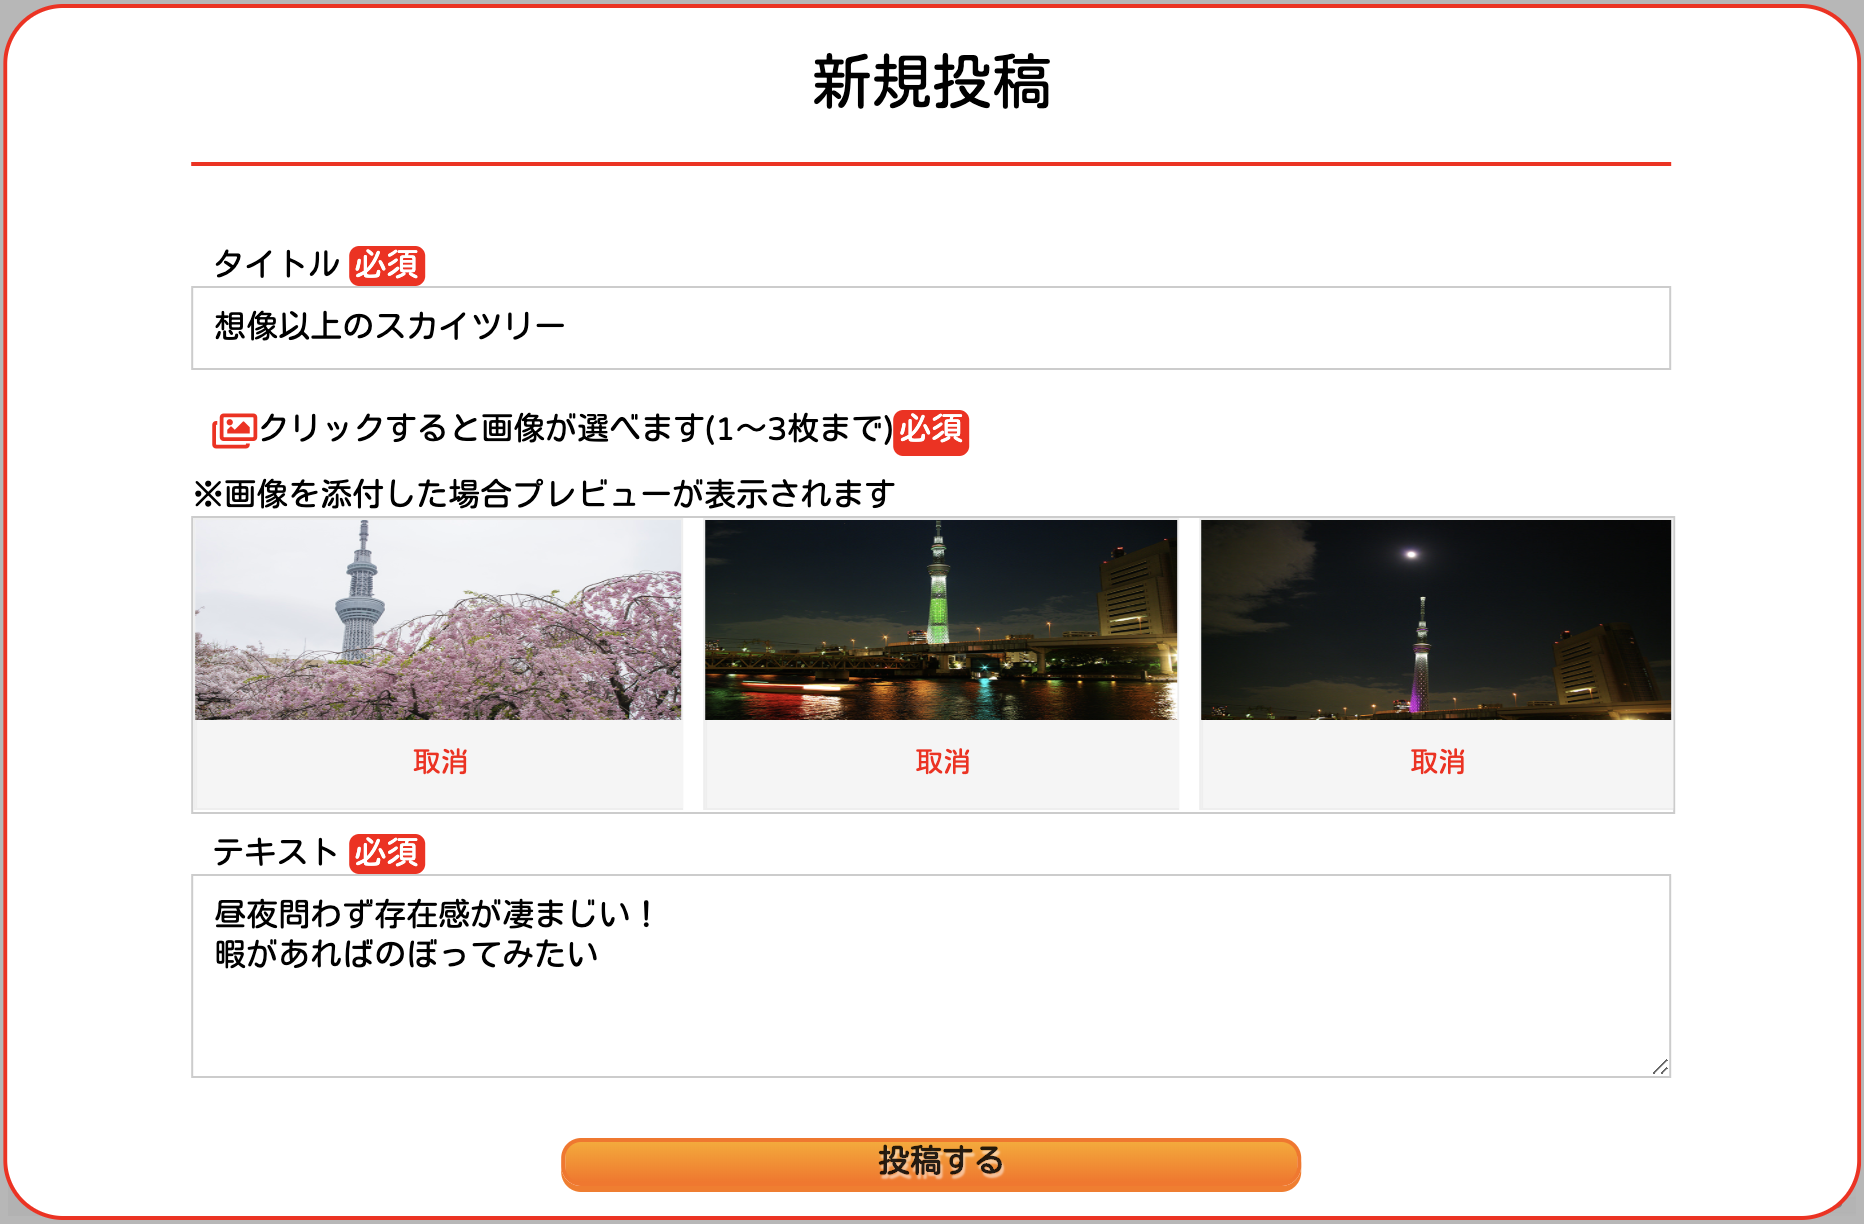 新規投稿
タイトル 必須
想像以上のスカイツリー
クリックすると画像が選べます(1〜3枚まで)必須
※画像を添付した場合プレビューが表示されます
取消 取消 取消
テキスト 必須
昼夜問わず存在感が凄まじい！
暇があればのぼってみたい
投稿する